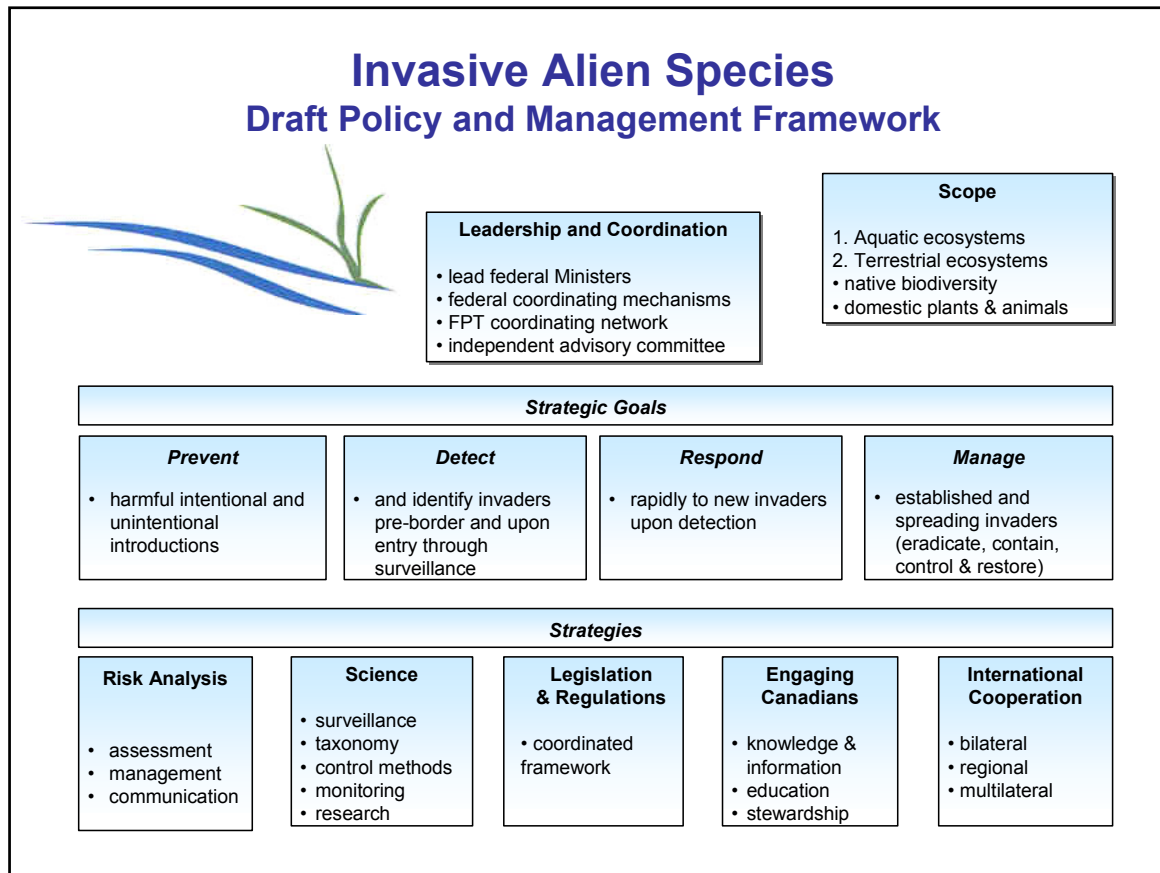 Invasive Alien Species
Draft Policy and Management Framework
Leadership and Coordination
• lead federal Ministers
• federal coordinating mechanisms
• FPT coordinating network
• independent advisory committee
Scope
1. Aquatic ecosystems
2. Terrestrial ecosystems
• native biodiversity
• domestic plants & animals
Strategic Goals
Prevent
• harmful intentional and
unintentional
introductions
Detect
• and identify invaders
pre-border and upon
entry through
surveillance
Respond
• rapidly to new invaders
upon detection
Manage
• established and
spreading invaders
(eradicate, contain,
control & restore)
Strategies
Risk Analysis
• assessment
• management
• communication
Science
• surveillance
• taxonomy
• control methods
• monitoring
• research
Legislation
& Regulations
• coordinated
framework
Engaging
Canadians
• knowledge &
information
• education
• stewardship
International
Cooperation
• bilateral
• regional
• multilateral